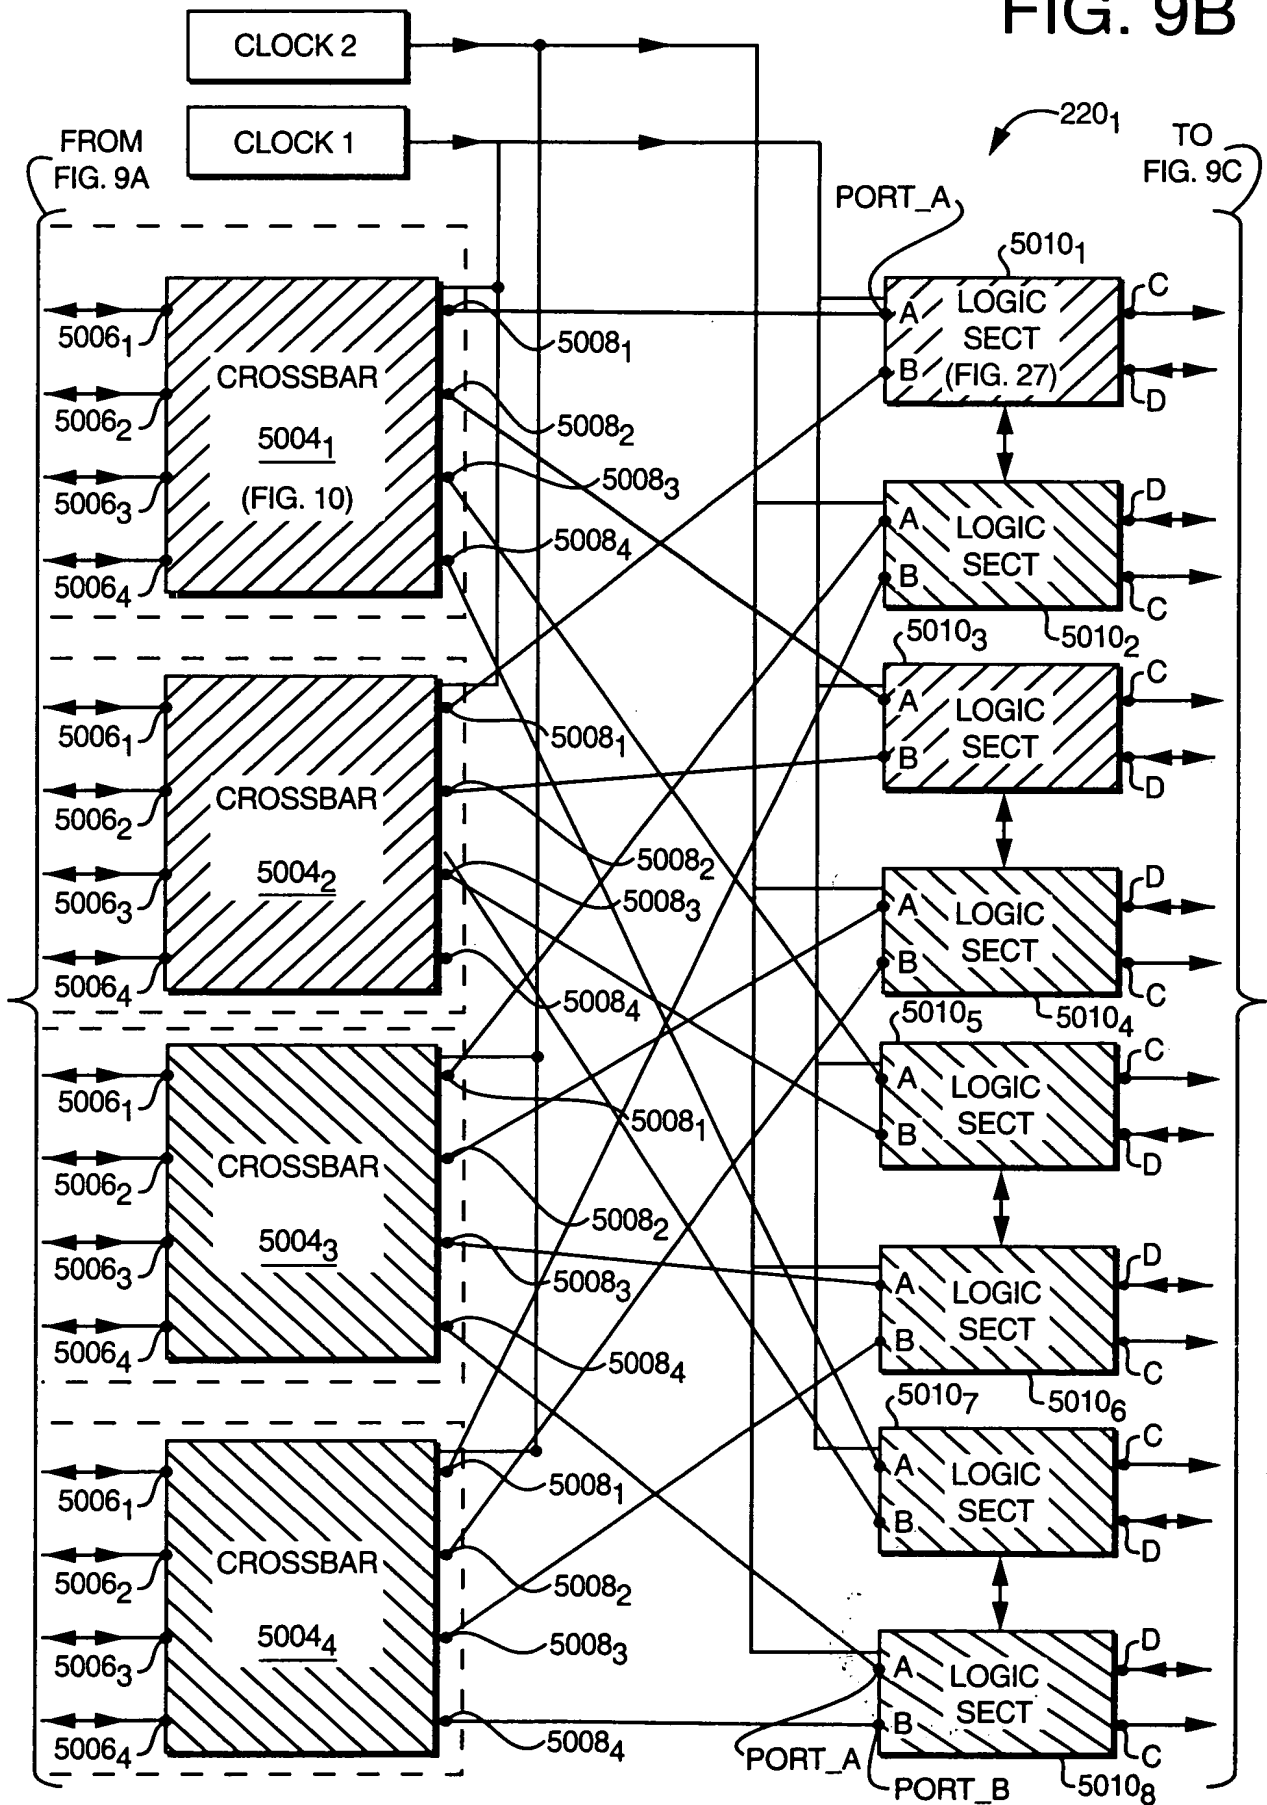 FIG. 9B
CLOCK 2
CLOCK 1
FROM
FIG. 9A
220₁
TO
FIG. 9C
PORT_A
5006₁
5006₂
5006₃
5006₄
CROSSBAR
5004₁
(FIG. 10)
5008₁
5008₂
5008₃
5008₄
5006₁
5006₂
5006₃
5006₄
CROSSBAR
5004₂
5008₁
5008₂
5008₃
5008₄
5006₁
5006₂
5006₃
5006₄
CROSSBAR
5004₃
5008₁
5008₂
5008₃
5008₄
5006₁
5006₂
5006₃
5006₄
CROSSBAR
5004₄
5008₁
5008₂
5008₃
5008₄
5010₁
A
B
LOGIC
SECT
(FIG. 27)
C
D
A
B
LOGIC
SECT
D
C
5010₂
5010₃
A
B
LOGIC
SECT
C
D
A
B
LOGIC
SECT
D
C
5010₄
5010₅
A
B
LOGIC
SECT
C
D
A
B
LOGIC
SECT
D
C
5010₆
5010₇
A
B
LOGIC
SECT
C
D
A
B
LOGIC
SECT
D
C
5010₈
PORT_A
PORT_B